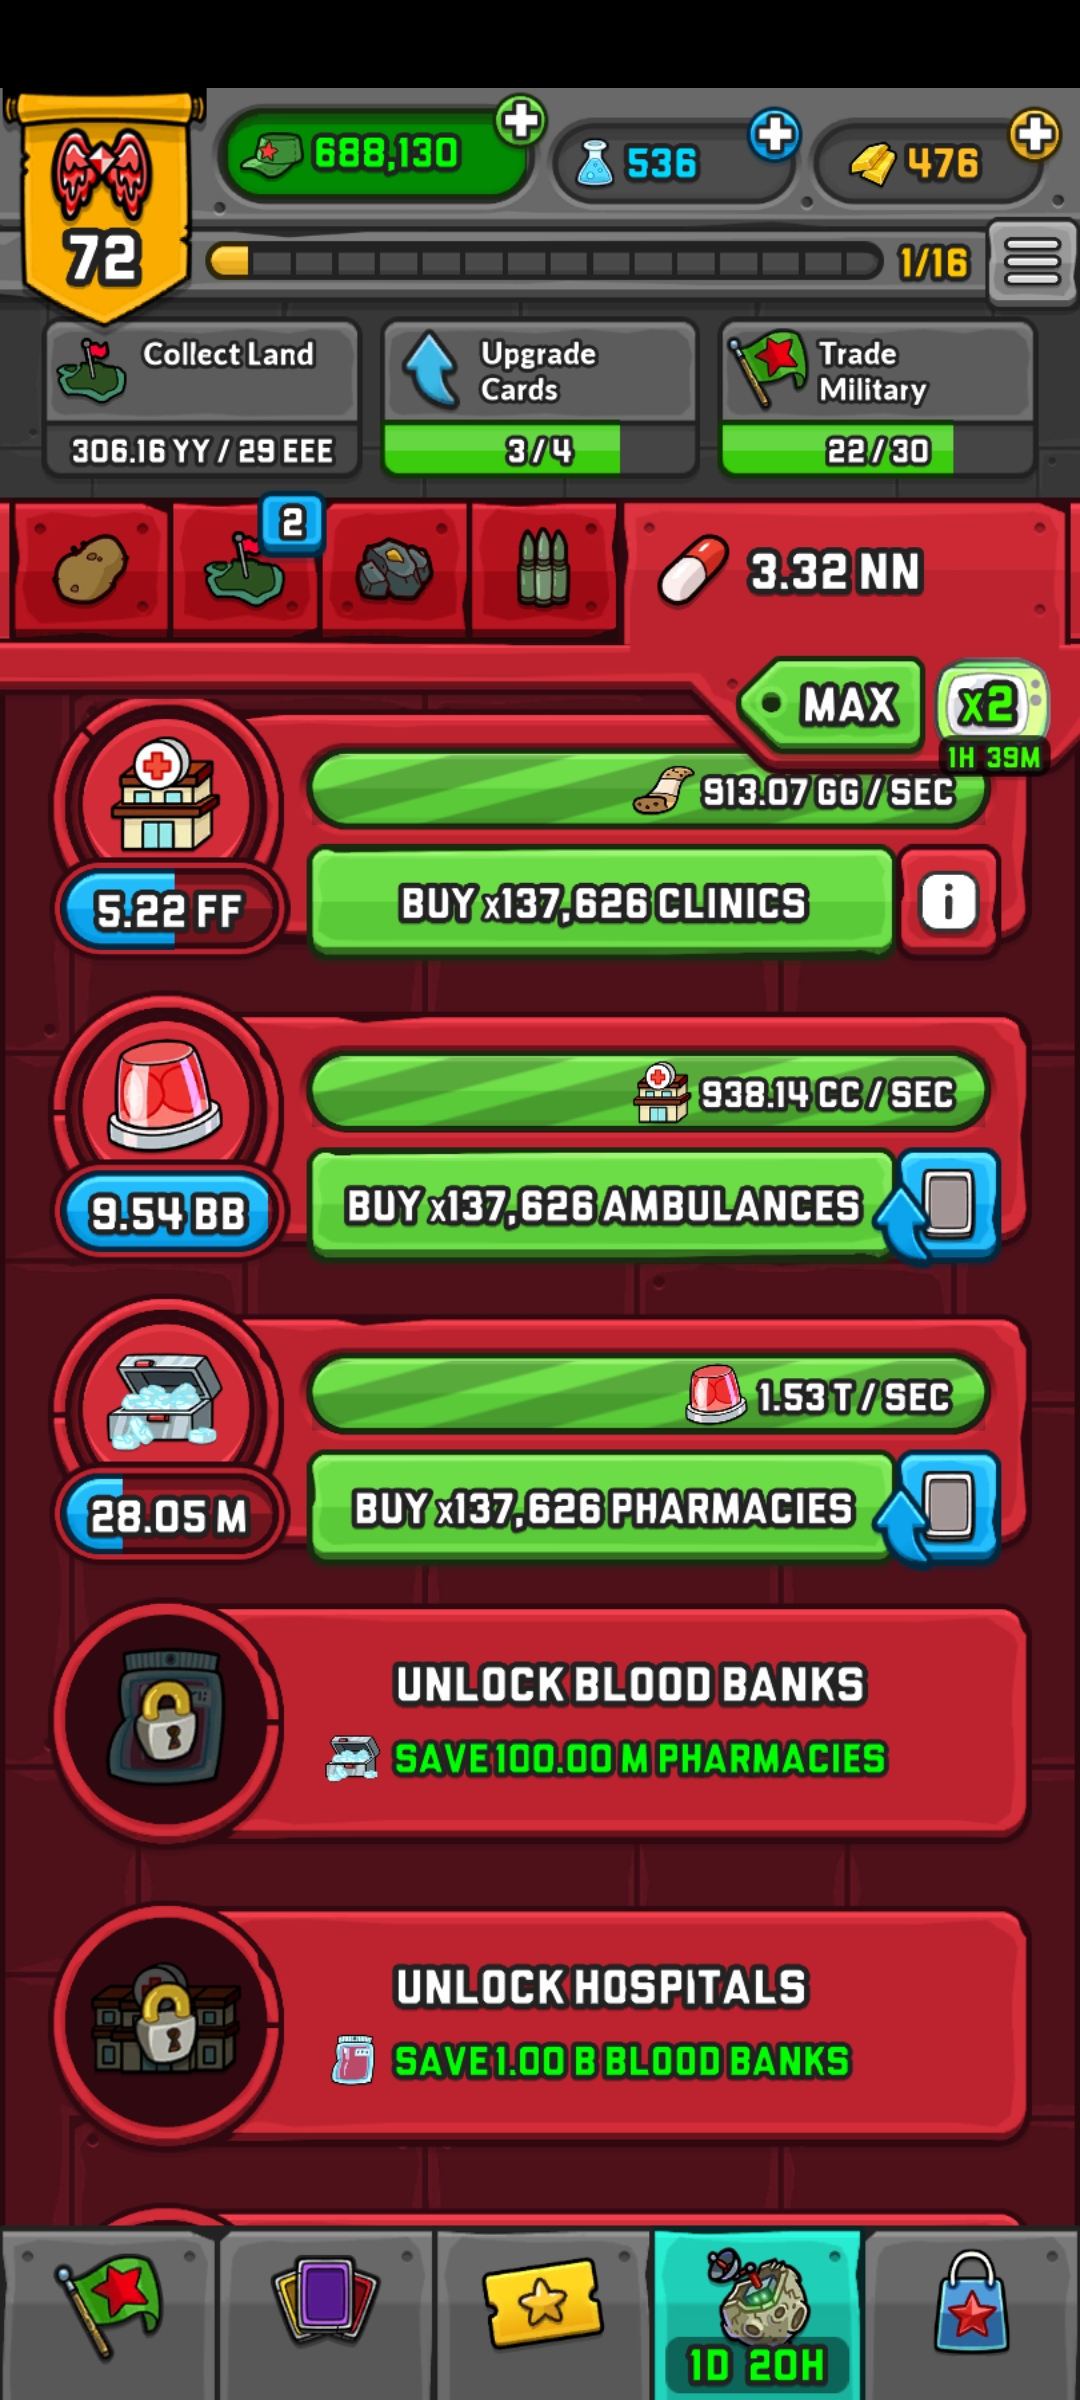 688,130
536
476
72
1/16
Collect Land
306.16 YY / 29 EEE
Upgrade
Cards
3/4
Trade
Military
22/30
2
3.32 NN
MAX
x2
1H 39M
913.07 GG / SEC
5.22 FF
BUY x137,626 CLINICS
i
938.14 CC / SEC
9.54 BB
BUY x137,626 AMBULANCES
1.53 T / SEC
28.05 M
BUY x137,626 PHARMACIES
UNLOCK BLOOD BANKS
SAVE 100.00 M PHARMACIES
UNLOCK HOSPITALS
SAVE 1.00 B BLOOD BANKS
1D 20H